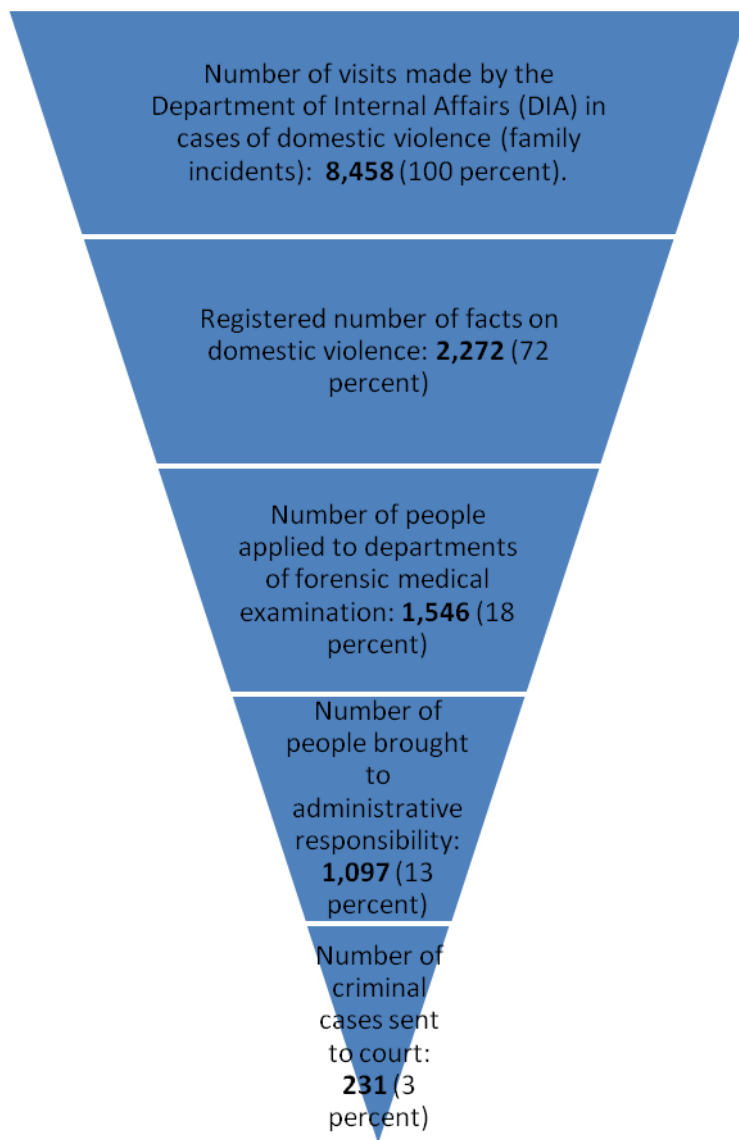 Number of visits made by the
Department of Internal Affairs (DIA) in
cases of domestic violence (family
incidents):  8,458 (100 percent).
Registered number of facts on
domestic violence: 2,272 (72
percent)
Number of people
applied to departments
of forensic medical
examination: 1,546 (18
percent)
Number of
people brought
to
administrative
responsibility:
1,097 (13
percent)
Number of
criminal
cases sent
to court:
231 (3
percent)